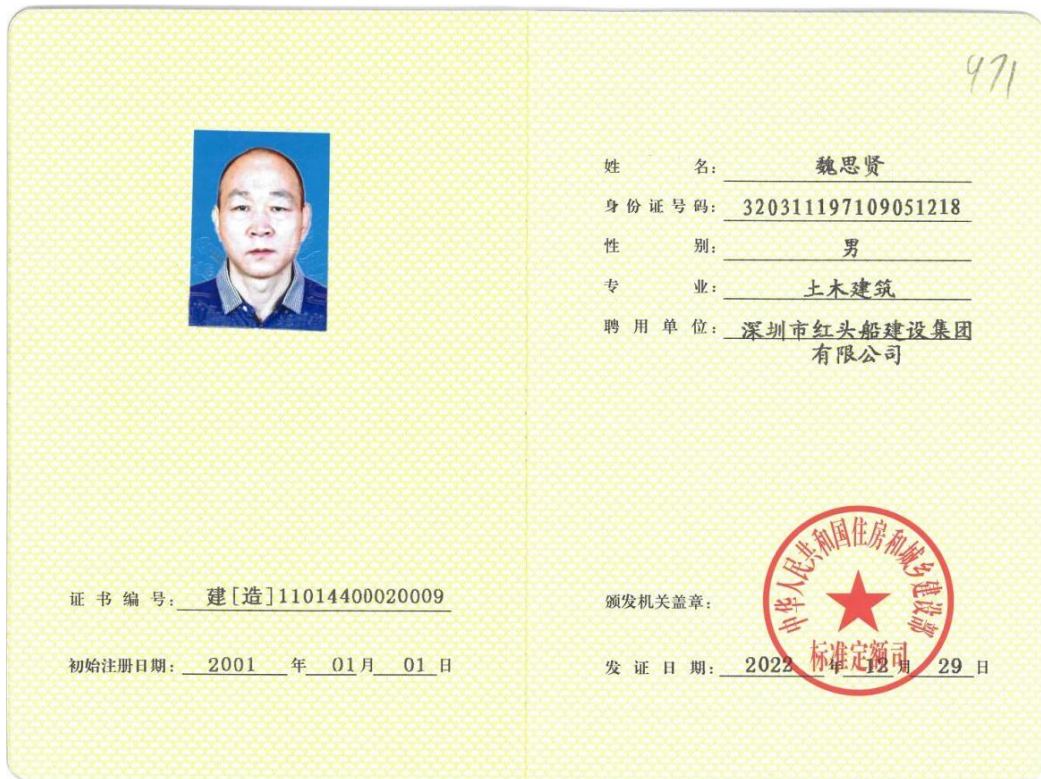 971
姓 名: 魏思贤
身份证号码: 320311197109051218
性 别: 男
专 业: 土木建筑
聘用单位: 深圳市红头船建设集团
有限公司
证书编号: 建[造]11014400020009
初始注册日期: 2001 年 01月 01 日
颁发机关盖章:
中华人民共和国住房和城乡建设部
标准定额司
发证日期: 2022 年 12 月 29 日